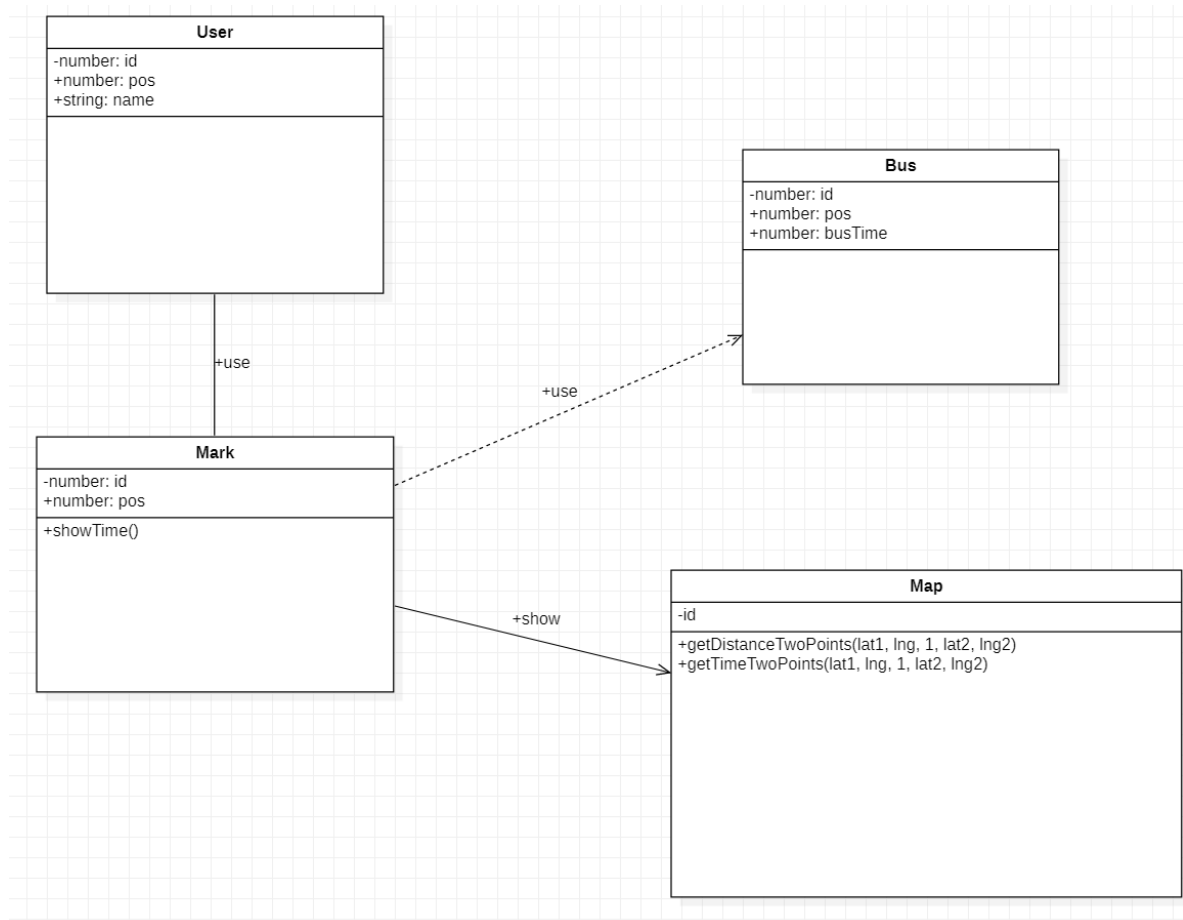 User
-number: id
+number: pos
+string: name
Bus
-number: id
+number: pos
+number: busTime
+use
+use
Mark
-number: id
+number: pos
+showTime()
+show
Map
-id
+getDistanceTwoPoints(lat1, lng, 1, lat2, lng2)
+getTimeTwoPoints(lat1, lng, 1, lat2, lng2)